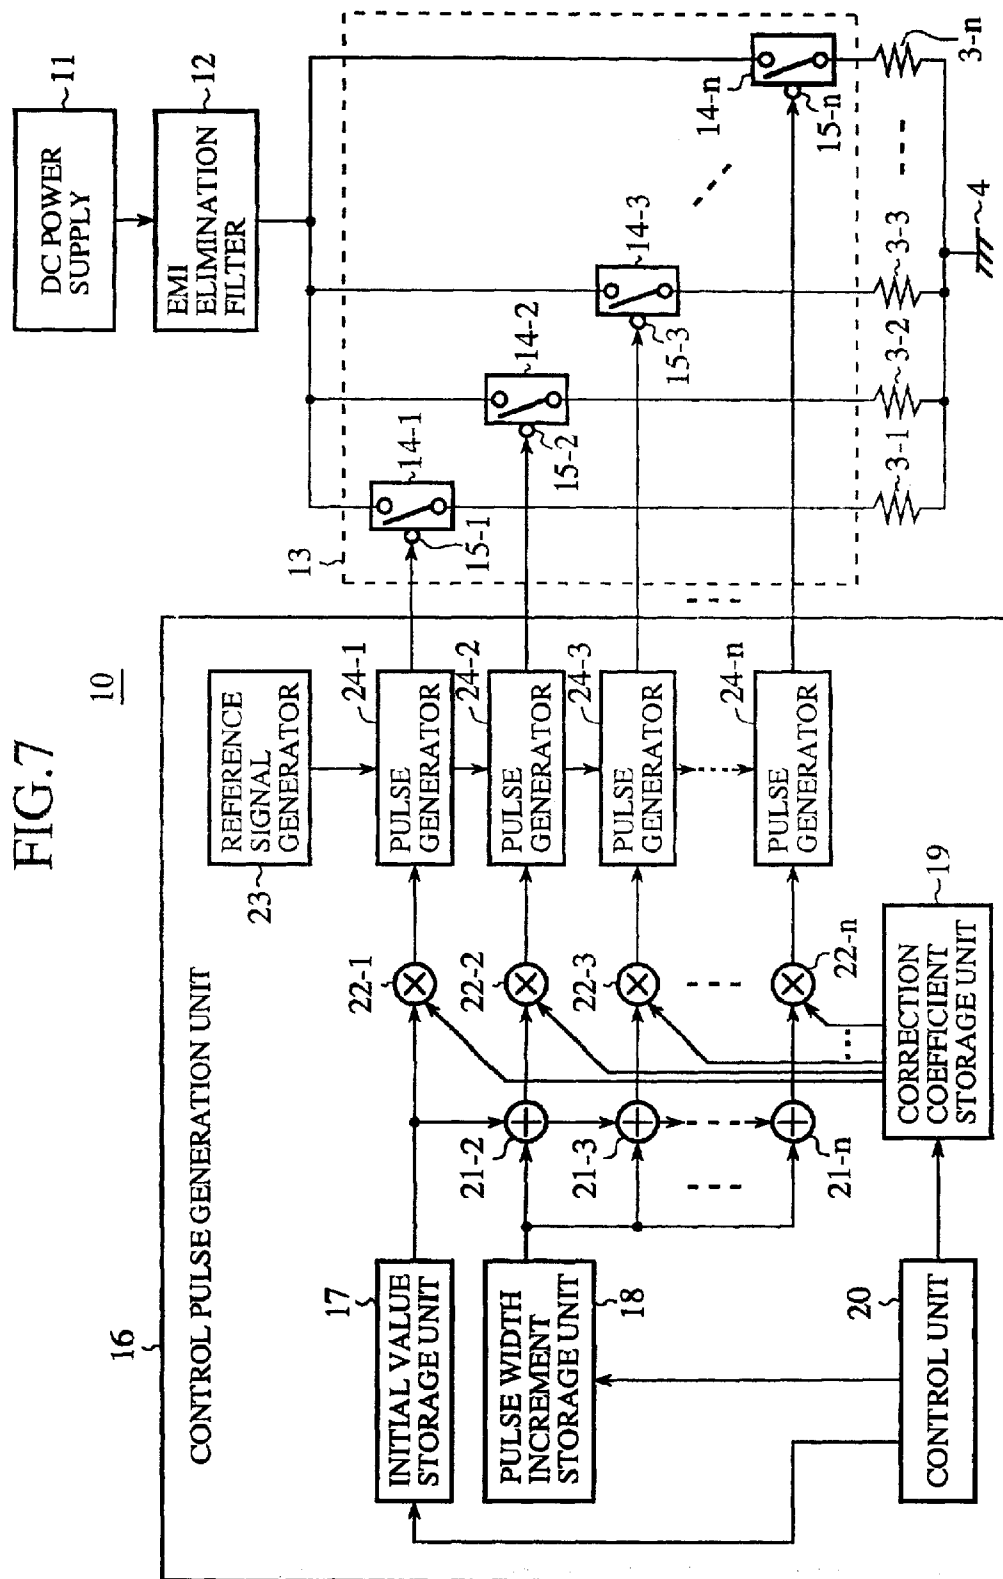 FIG.7
10
16
CONTROL PULSE GENERATION UNIT
17
INITIAL VALUE
STORAGE UNIT
PULSE WIDTH
INCREMENT
STORAGE UNIT
18
20
CONTROL UNIT
21-2
21-3
21-n
22-1
22-2
22-3
22-n
CORRECTION
COEFFICIENT
STORAGE UNIT
19
23
REFERENCE
SIGNAL
GENERATOR
24-1
PULSE
GENERATOR
24-2
PULSE
GENERATOR
24-3
PULSE
GENERATOR
24-n
PULSE
GENERATOR
DC POWER
SUPPLY
11
EMI
ELIMINATION
FILTER
12
13
14-1
15-1
14-2
15-2
14-3
15-3
14-n
15-n
3-1
3-2
3-3
3-n
4